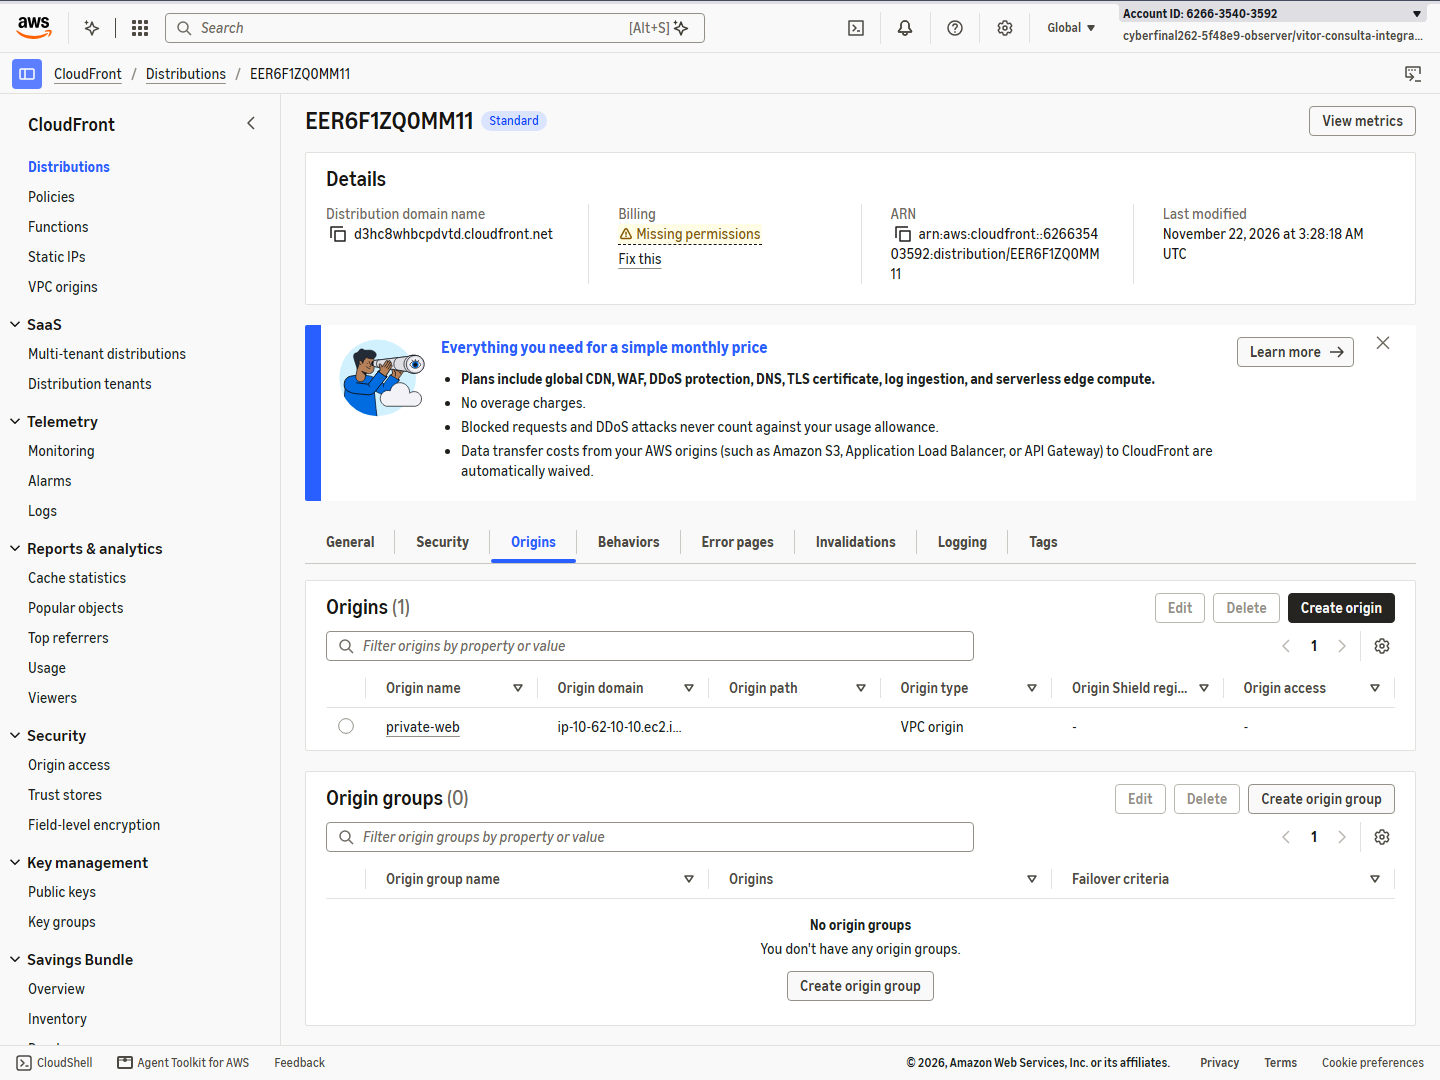 aws
Search
[Alt+S]
Global
Account ID: 6266-3540-3592
cyberfinal262-5f48e9-observer/vitor-consulta-integra...
CloudFront / Distributions / EER6F1ZQ0MM11
CloudFront
Distributions
Policies
Functions
Static IPs
VPC origins
SaaS
Multi-tenant distributions
Distribution tenants
Telemetry
Monitoring
Alarms
Logs
Reports & analytics
Cache statistics
Popular objects
Top referrers
Usage
Viewers
Security
Origin access
Trust stores
Field-level encryption
Key management
Public keys
Key groups
Savings Bundle
Overview
Inventory
EER6F1ZQ0MM11
Standard
View metrics
Details
Distribution domain name
d3hc8whbcpdvtd.cloudfront.net
Billing
Missing permissions
Fix this
ARN
arn:aws:cloudfront::6266354
03592:distribution/EER6F1ZQ0MM
11
Last modified
November 22, 2026 at 3:28:18 AM
UTC
Everything you need for a simple monthly price
Learn more
• Plans include global CDN, WAF, DDoS protection, DNS, TLS certificate, log ingestion, and serverless edge compute.
• No overage charges.
• Blocked requests and DDoS attacks never count against your usage allowance.
• Data transfer costs from your AWS origins (such as Amazon S3, Application Load Balancer, or API Gateway) to CloudFront are
automatically waived.
General
Security
Origins
Behaviors
Error pages
Invalidations
Logging
Tags
Origins (1)
Edit
Delete
Create origin
Filter origins by property or value
1
Origin name
Origin domain
Origin path
Origin type
Origin Shield regi...
Origin access
private-web
ip-10-62-10-10.ec2.i...
VPC origin
-
-
Origin groups (0)
Edit
Delete
Create origin group
Filter origin groups by property or value
1
Origin group name
Origins
Failover criteria
No origin groups
You don't have any origin groups.
Create origin group
CloudShell
Agent Toolkit for AWS
Feedback
© 2026, Amazon Web Services, Inc. or its affiliates.
Privacy
Terms
Cookie preferences